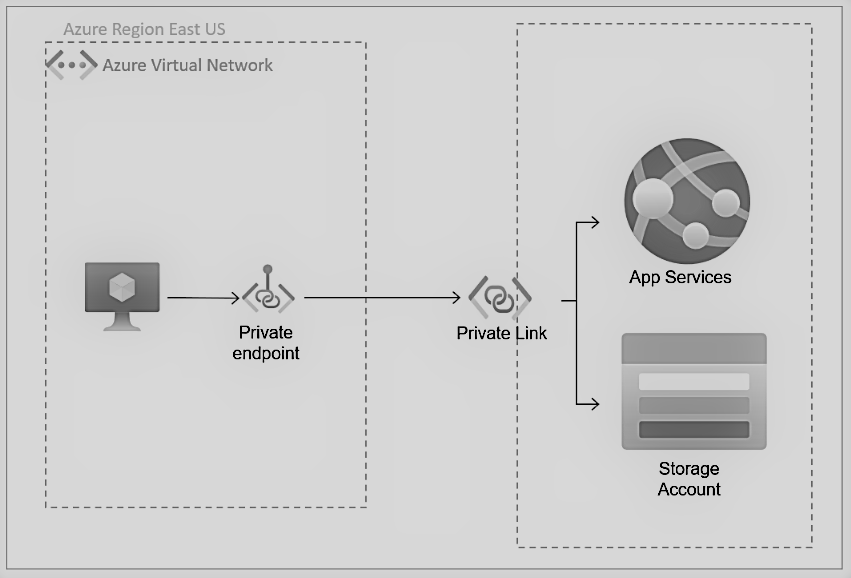 Azure Region East US
Azure Virtual Network
Private
endpoint
Private Link
App Services
Storage
Account